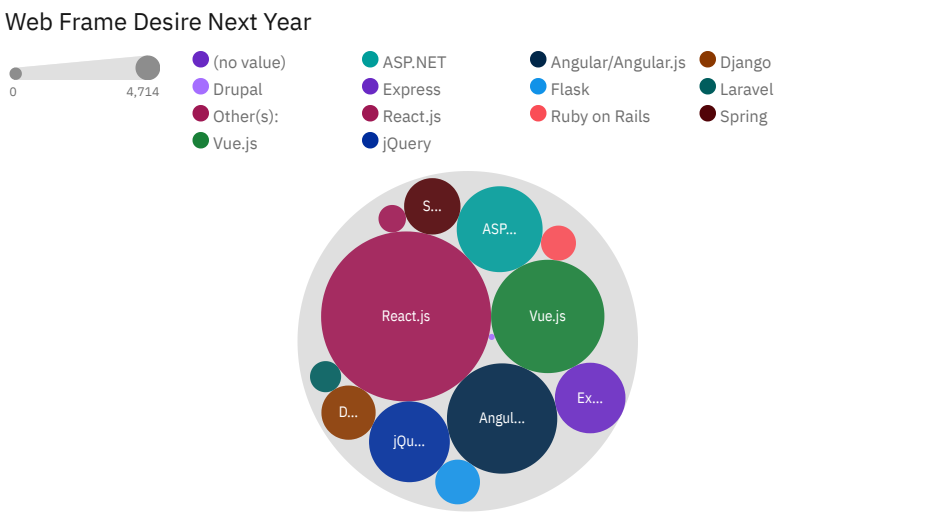 Web Frame Desire Next Year
0 4,714
(no value) ASP.NET Angular/Angular.js Django
Drupal Express Flask Laravel
Other(s): React.js Ruby on Rails Spring
Vue.js jQuery
S...
ASP...
React.js Vue.js
Ex...
D...
Angul...
jQu...